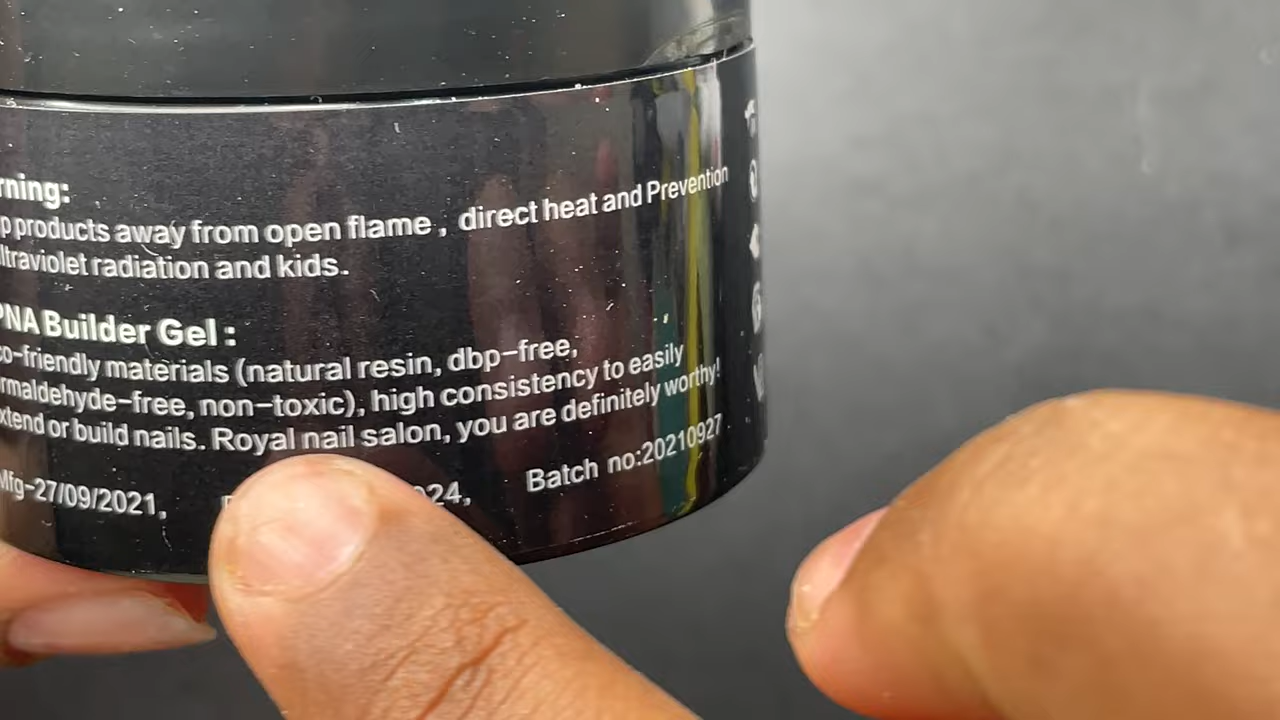 rning:
p products away from open flame , direct heat and Prevention
ltraviolet radiation and kids.
PNA Builder Gel :
co-friendly materials (natural resin, dbp-free,
rmaldehyde-free, non-toxic), high consistency to easily
xtend or build nails. Royal nail salon, you are definitely worthy!
Mfg-27/09/2021, 024, Batch no:20210927